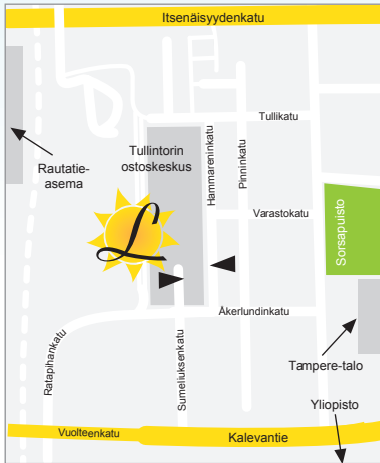 Itsenäisyydenkatu
Tullikatu
Tullintorin
ostoskeskus
Hammareninkatu
Pinninkatu
Rautatie-
asema
Varastokatu
Sorsapuisto
L
Åkerlundinkatu
Ratapihankatu
Sumeliuksenkatu
Tampere-talo
Yliopisto
Vuolteenkatu
Kalevantie